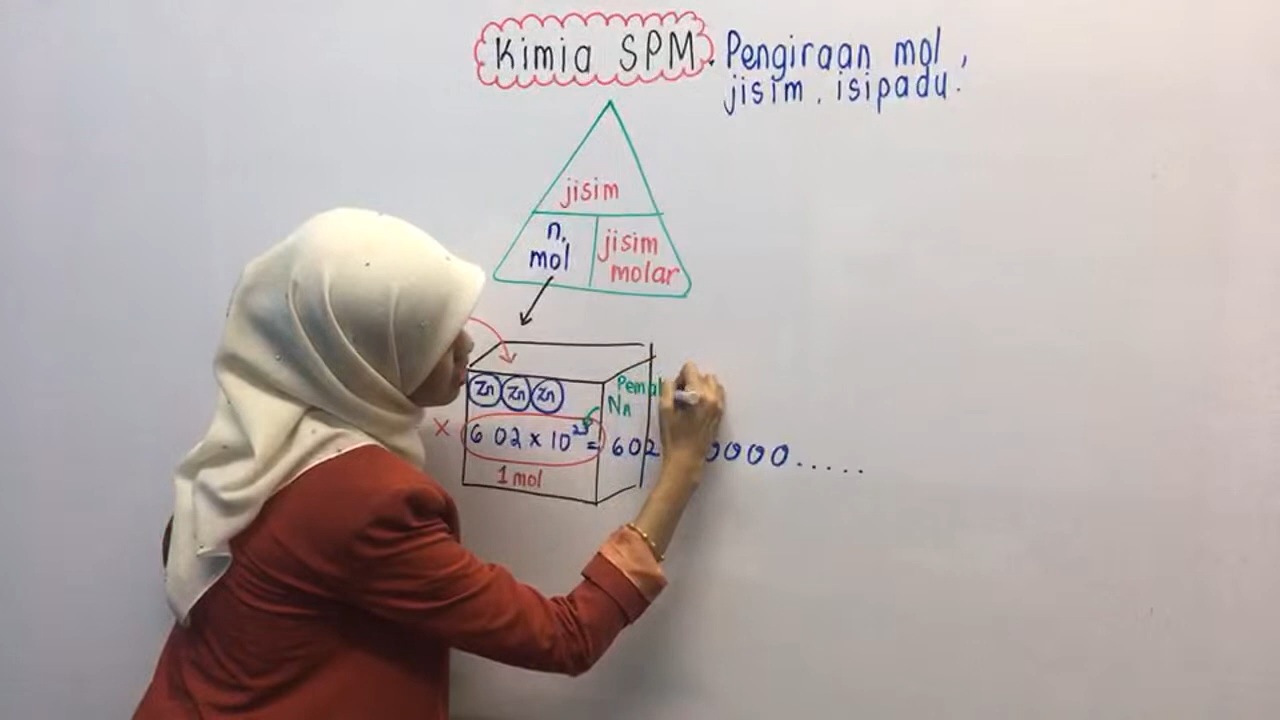 Kimia SPM. Pengiraan mol,
jisim, isipadu.
jisim
n,
mol
jisim
molar
Zn Zn Zn
Pemal
NA
× 6 02 × 10²³ = 602 0000.....
1 mol